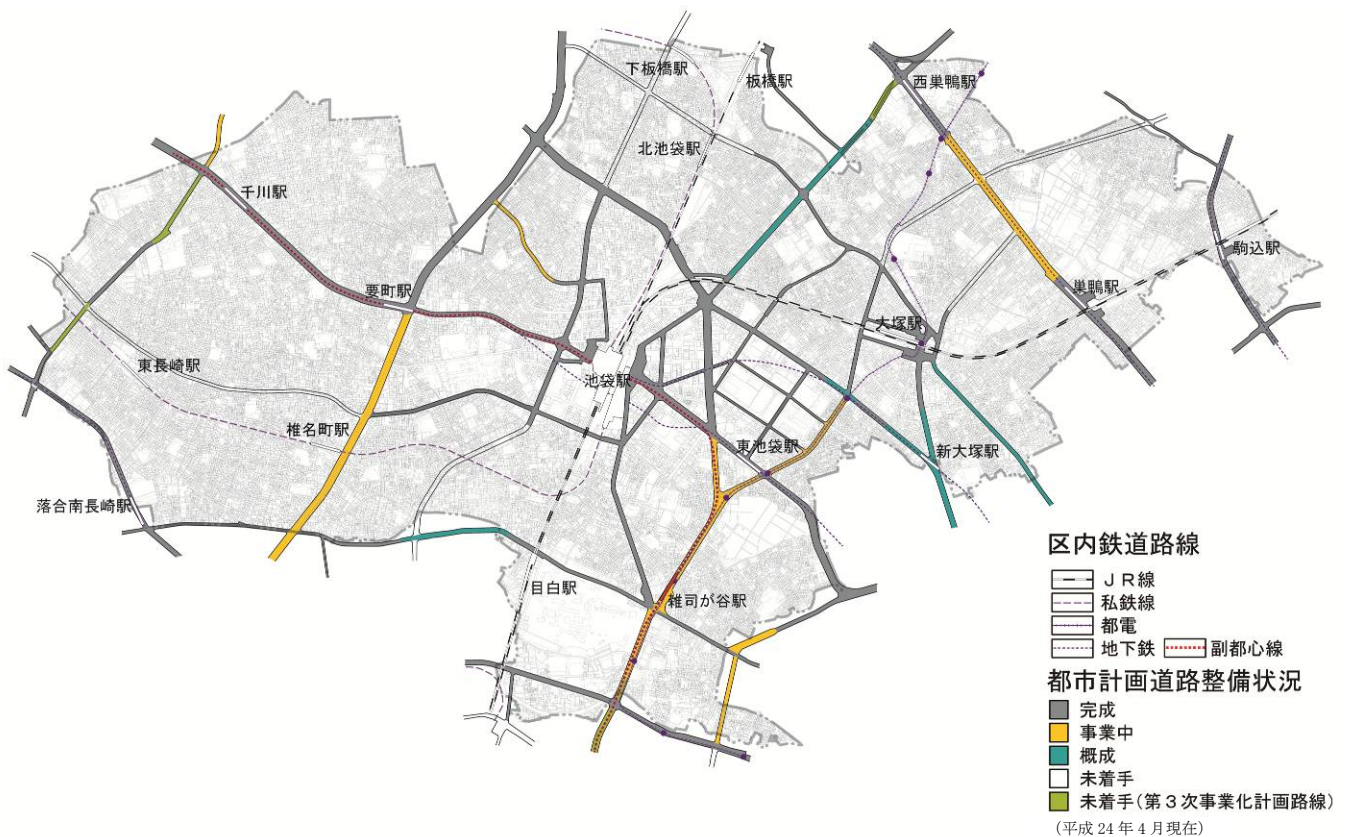 下板橋駅
板橋駅
西巣鴨駅
北池袋駅
千川駅
駒込駅
要町駅
巣鴨駅
大塚駅
東長崎駅
池袋駅
椎名町駅
東池袋駅
新大塚駅
落合南長崎駅
目白駅
雑司が谷駅
区内鉄道路線
JR線
私鉄線
都電
地下鉄 副都心線
都市計画道路整備状況
完成
事業中
概成
未着手
未着手(第3次事業化計画路線)
(平成24年4月現在)